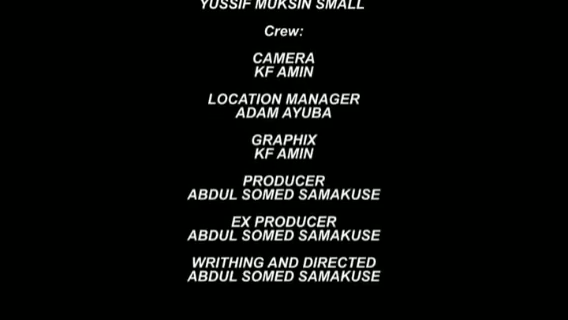 YUSSIF MUKSIN SMALL
Crew:
CAMERA
KF AMIN
LOCATION MANAGER
ADAM AYUBA
GRAPHIX
KF AMIN
PRODUCER
ABDUL SOMED SAMAKUSE
EX PRODUCER
ABDUL SOMED SAMAKUSE
WRITHING AND DIRECTED
ABDUL SOMED SAMAKUSE